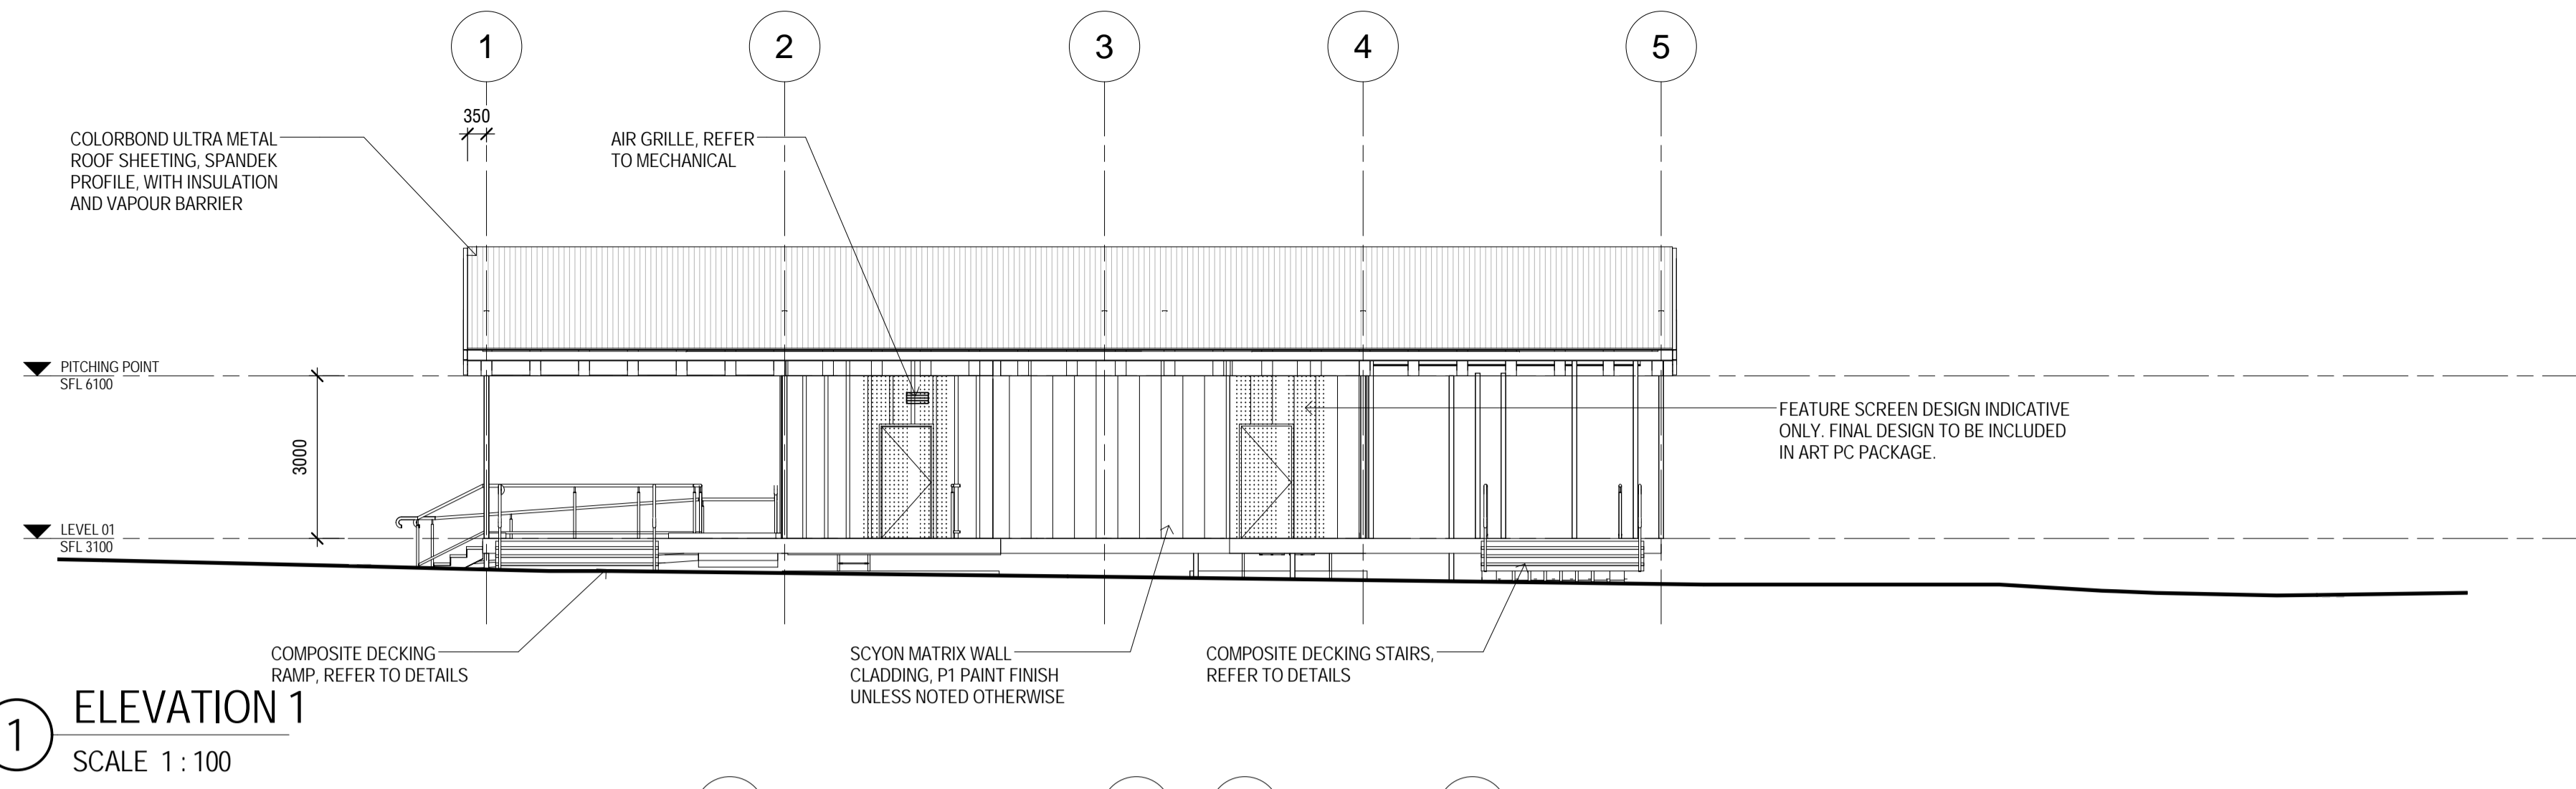 1
2
3
4
5
350
COLORBOND ULTRA METAL
ROOF SHEETING, SPANDEK
PROFILE, WITH INSULATION
AND VAPOUR BARRIER
AIR GRILLE, REFER
TO MECHANICAL
PITCHING POINT
SFL 6100
3000
FEATURE SCREEN DESIGN INDICATIVE
ONLY. FINAL DESIGN TO BE INCLUDED
IN ART PC PACKAGE.
LEVEL 01
SFL 3100
COMPOSITE DECKING
RAMP, REFER TO DETAILS
SCYON MATRIX WALL
CLADDING, P1 PAINT FINISH
UNLESS NOTED OTHERWISE
COMPOSITE DECKING STAIRS,
REFER TO DETAILS
1
ELEVATION 1
SCALE 1 : 100